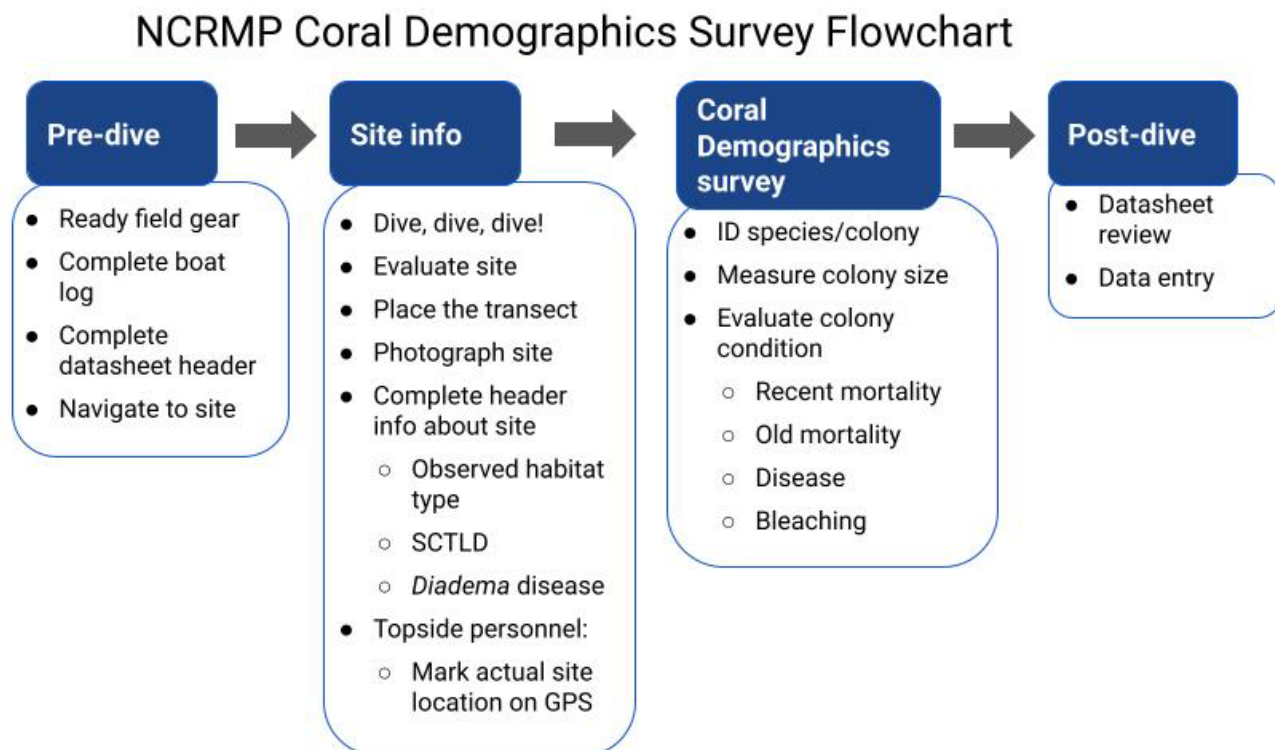 NCRMP Coral Demographics Survey Flowchart
Pre-dive
● Ready field gear
● Complete boat
log
● Complete
datasheet header
● Navigate to site
Site info
● Dive, dive, dive!
● Evaluate site
● Place the transect
● Photograph site
● Complete header
info about site
○ Observed habitat
type
○ SCTLD
○ Diadema disease
● Topside personnel:
○ Mark actual site
location on GPS
Coral
Demographics
survey
● ID species/colony
● Measure colony size
● Evaluate colony
condition
○ Recent mortality
○ Old mortality
○ Disease
○ Bleaching
Post-dive
● Datasheet
review
● Data entry